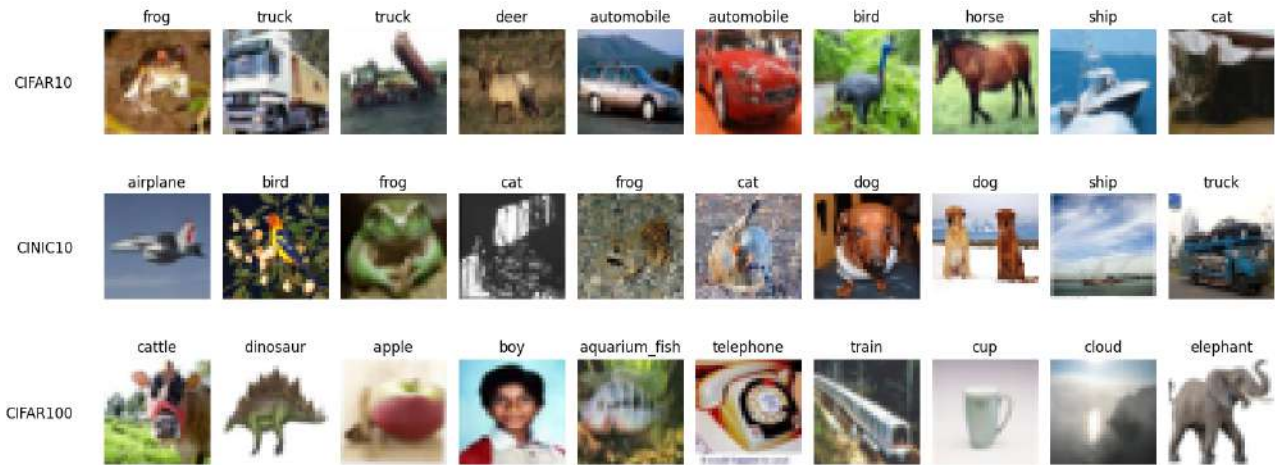 frog truck truck deer automobile automobile bird horse ship cat
CIFAR10
airplane bird frog cat frog cat dog dog ship truck
CINIC10
cattle dinosaur apple boy aquarium_fish telephone train cup cloud elephant
CIFAR100